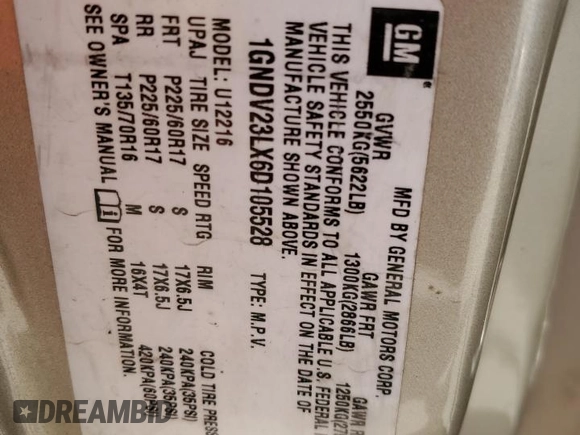 GM
®
MFD BY GENERAL MOTORS CORP.
GVWR GAWR FRT GAWR
2550KG(5622LB) 1300KG(2866LB)
THIS VEHICLE CONFORMS TO ALL APPLICABLE U.S. FEDERAL
VEHICLE SAFETY STANDARDS IN EFFECT ON THE DATE OF
MANUFACTURE SHOWN ABOVE.
1GNDV23LX6D105528 TYPE: M.P.V.
MODEL: U12216
UPAJ TIRE SIZE SPEED RTG RIM COLD TIRE
FRT P225/60R17 S 17X6.5J 240KPA(35PSI)
RR P225/60R17 S 17X6.5J 240KPA(35PSI)
SPA T135/70R16 M 16X4T
SEE OWNER'S MANUAL i FOR MORE INFORMATION.
DREAMBID